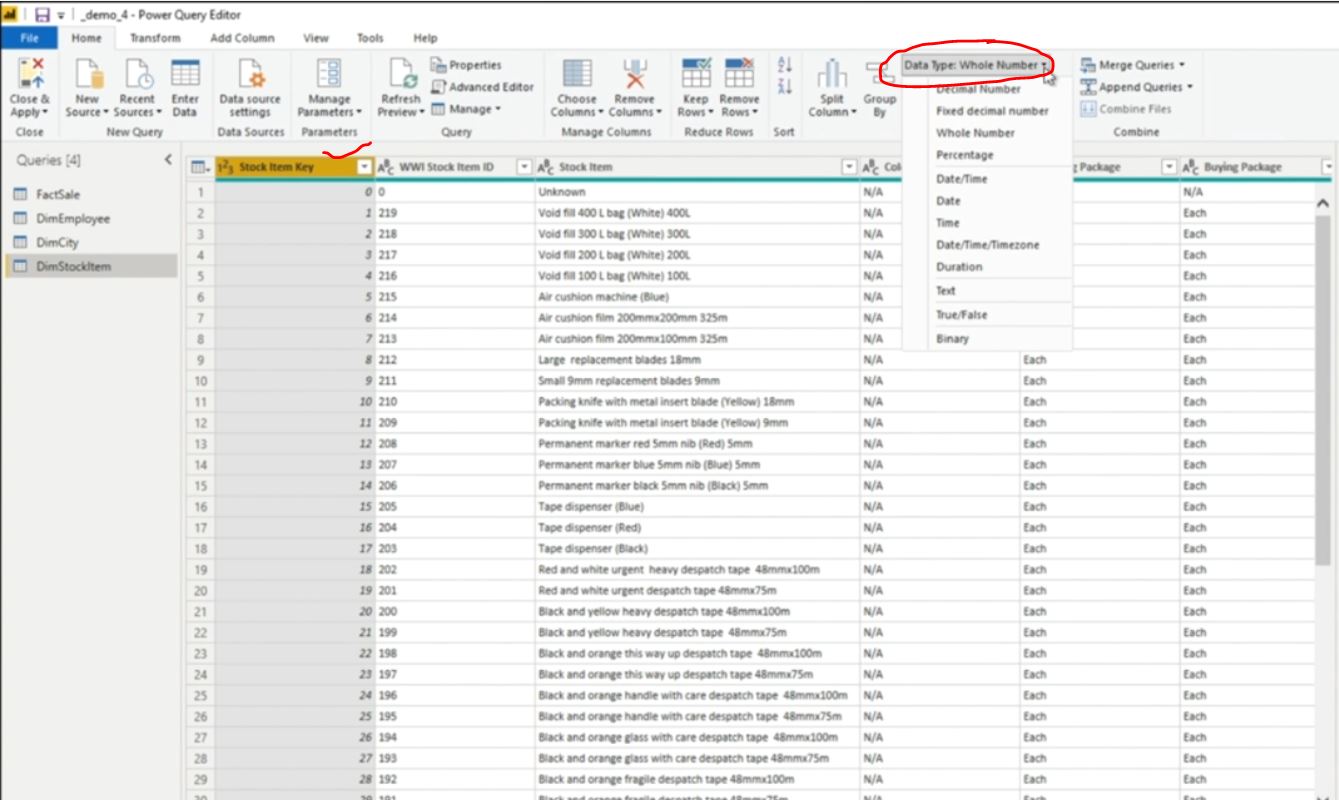 _demo_4 - Power Query Editor
File Home Transform Add Column View Tools Help
Close & Apply
New Source
Recent Sources
Enter Data
Data source settings
Manage Parameters
Refresh Preview
Properties
Advanced Editor
Manage
Choose Columns
Remove Columns
Keep Rows
Remove Rows
Split Column
Group By
Data Type: Whole Number
Merge Queries
Append Queries
Combine Files
Close New Query Data Sources Parameters Query Manage Columns Reduce Rows Sort Combine
Decimal Number
Fixed decimal number
Whole Number
Percentage
Date/Time
Date
Time
Date/Time/Timezone
Duration
Text
True/False
Binary
Queries [4]
FactSale
DimEmployee
DimCity
DimStockItem
1 2 3 Stock Item Key ABC WWI Stock Item ID ABC Stock Item ABC Col g Package ABC Buying Package
1 0 0 Unknown N/A N/A
2 1 219 Void fill 400 L bag (White) 400L N/A Each
3 2 218 Void fill 300 L bag (White) 300L N/A Each
4 3 217 Void fill 200 L bag (White) 200L N/A Each
5 4 216 Void fill 100 L bag (White) 100L N/A Each
6 5 215 Air cushion machine (Blue) N/A Each
7 6 214 Air cushion film 200mmx200mm 325m N/A Each
8 7 213 Air cushion film 200mmx100mm 325m N/A Each
9 8 212 Large replacement blades 18mm N/A Each Each
10 9 211 Small 9mm replacement blades 9mm N/A Each Each
11 10 210 Packing knife with metal insert blade (Yellow) 18mm N/A Each Each
12 11 209 Packing knife with metal insert blade (Yellow) 9mm N/A Each Each
13 12 208 Permanent marker red 5mm nib (Red) 5mm N/A Each Each
14 13 207 Permanent marker blue 5mm nib (Blue) 5mm N/A Each Each
15 14 206 Permanent marker black 5mm nib (Black) 5mm N/A Each Each
16 15 205 Tape dispenser (Blue) N/A Each Each
17 16 204 Tape dispenser (Red) N/A Each Each
18 17 203 Tape dispenser (Black) N/A Each Each
19 18 202 Red and white urgent heavy despatch tape 48mmx100m N/A Each Each
20 19 201 Red and white urgent despatch tape 48mmx75m N/A Each Each
21 20 200 Black and yellow heavy despatch tape 48mmx100m N/A Each Each
22 21 199 Black and yellow heavy despatch tape 48mmx75m N/A Each Each
23 22 198 Black and orange this way up despatch tape 48mmx100m N/A Each Each
24 23 197 Black and orange this way up despatch tape 48mmx75m N/A Each Each
25 24 196 Black and orange handle with care despatch tape 48mmx100m N/A Each Each
26 25 195 Black and orange handle with care despatch tape 48mmx75m N/A Each Each
27 26 194 Black and orange glass with care despatch tape 48mmx100m N/A Each Each
28 27 193 Black and orange glass with care despatch tape 48mmx75m N/A Each Each
29 28 192 Black and orange fragile despatch tape 48mmx100m N/A Each Each